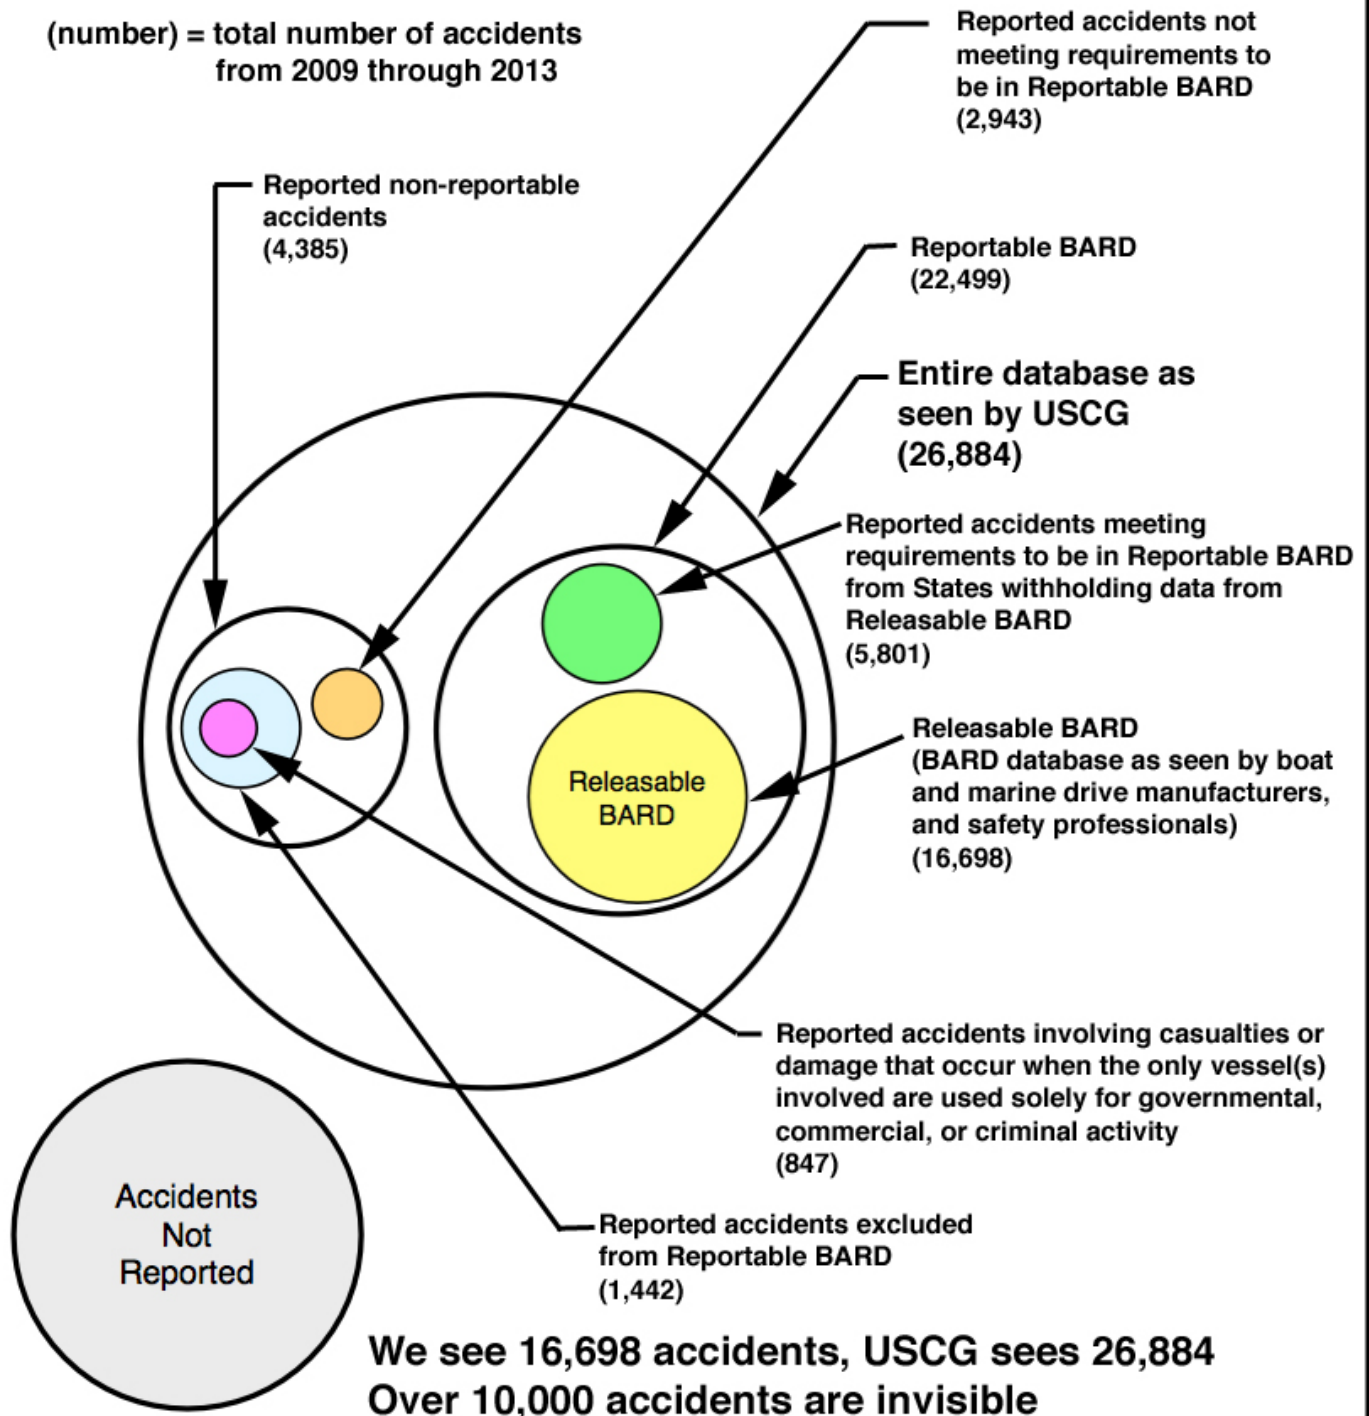 (number) = total number of accidents
from 2009 through 2013
Reported accidents not
meeting requirements to
be in Reportable BARD
(2,943)
Reported non-reportable
accidents
(4,385)
Reportable BARD
(22,499)
Entire database as
seen by USCG
(26,884)
Reported accidents meeting
requirements to be in Reportable BARD
from States withholding data from
Releasable BARD
(5,801)
Releasable BARD
(BARD database as seen by boat
and marine drive manufacturers,
and safety professionals)
(16,698)
Releasable
BARD
Reported accidents involving casualties or
damage that occur when the only vessel(s)
involved are used solely for governmental,
commercial, or criminal activity
(847)
Reported accidents excluded
from Reportable BARD
(1,442)
Accidents
Not
Reported
We see 16,698 accidents, USCG sees 26,884
Over 10,000 accidents are invisible